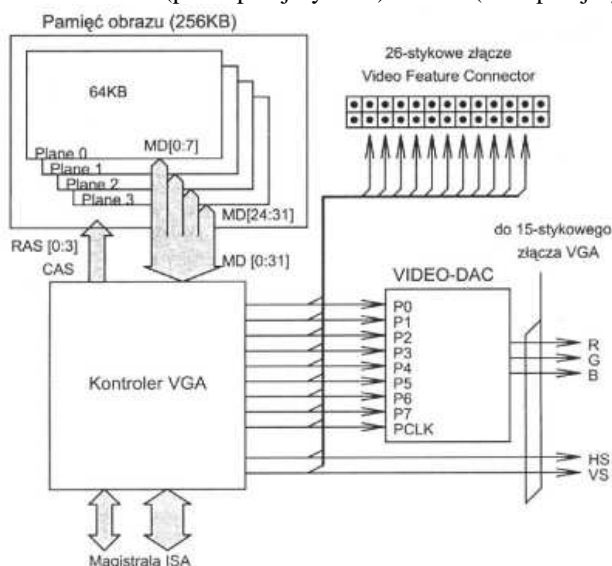 Pamięć obrazu (256KB)
64KB
Plane 0
Plane 1
Plane 2
Plane 3
MD[0:7]
MD[24:31]
RAS [0:3]
CAS
MD [0:31]
26-stykowe złącze
Video Feature Connector
do 15-stykowego
złącza VGA
VIDEO-DAC
P0
P1
P2
P3
P4
P5
P6
P7
PCLK
R
G
B
HS
VS
Kontroler VGA
Magistrala ISA